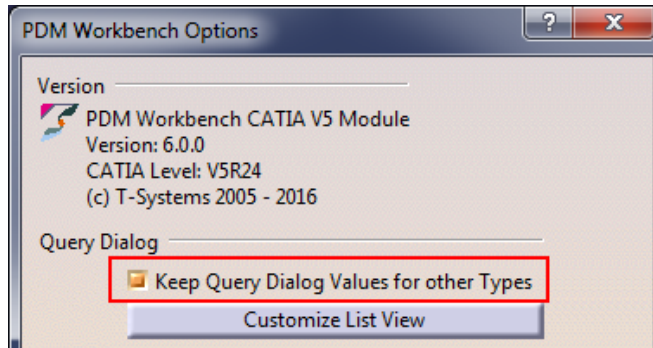 PDM Workbench Options
? X
Version
PDM Workbench CATIA V5 Module
Version: 6.0.0
CATIA Level: V5R24
(c) T-Systems 2005 - 2016
Query Dialog
Keep Query Dialog Values for other Types
Customize List View